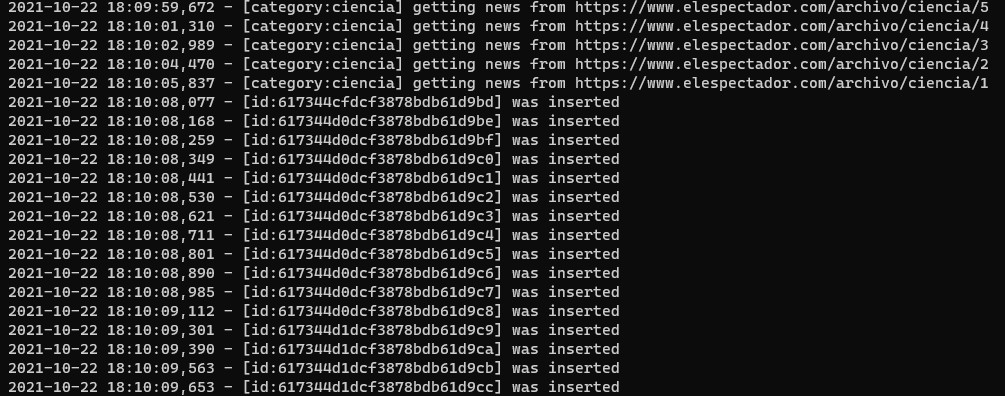 2021-10-22 18:09:59,672 - [category:ciencia] getting news from https://www.elespectador.com/archivo/ciencia/5
2021-10-22 18:10:01,310 - [category:ciencia] getting news from https://www.elespectador.com/archivo/ciencia/4
2021-10-22 18:10:02,989 - [category:ciencia] getting news from https://www.elespectador.com/archivo/ciencia/3
2021-10-22 18:10:04,470 - [category:ciencia] getting news from https://www.elespectador.com/archivo/ciencia/2
2021-10-22 18:10:05,837 - [category:ciencia] getting news from https://www.elespectador.com/archivo/ciencia/1
2021-10-22 18:10:08,077 - [id:617344cfdcf3878bdb61d9bd] was inserted
2021-10-22 18:10:08,168 - [id:617344d0dcf3878bdb61d9be] was inserted
2021-10-22 18:10:08,259 - [id:617344d0dcf3878bdb61d9bf] was inserted
2021-10-22 18:10:08,349 - [id:617344d0dcf3878bdb61d9c0] was inserted
2021-10-22 18:10:08,441 - [id:617344d0dcf3878bdb61d9c1] was inserted
2021-10-22 18:10:08,530 - [id:617344d0dcf3878bdb61d9c2] was inserted
2021-10-22 18:10:08,621 - [id:617344d0dcf3878bdb61d9c3] was inserted
2021-10-22 18:10:08,711 - [id:617344d0dcf3878bdb61d9c4] was inserted
2021-10-22 18:10:08,801 - [id:617344d0dcf3878bdb61d9c5] was inserted
2021-10-22 18:10:08,890 - [id:617344d0dcf3878bdb61d9c6] was inserted
2021-10-22 18:10:08,985 - [id:617344d0dcf3878bdb61d9c7] was inserted
2021-10-22 18:10:09,112 - [id:617344d0dcf3878bdb61d9c8] was inserted
2021-10-22 18:10:09,301 - [id:617344d1dcf3878bdb61d9c9] was inserted
2021-10-22 18:10:09,390 - [id:617344d1dcf3878bdb61d9ca] was inserted
2021-10-22 18:10:09,563 - [id:617344d1dcf3878bdb61d9cb] was inserted
2021-10-22 18:10:09,653 - [id:617344d1dcf3878bdb61d9cc] was inserted